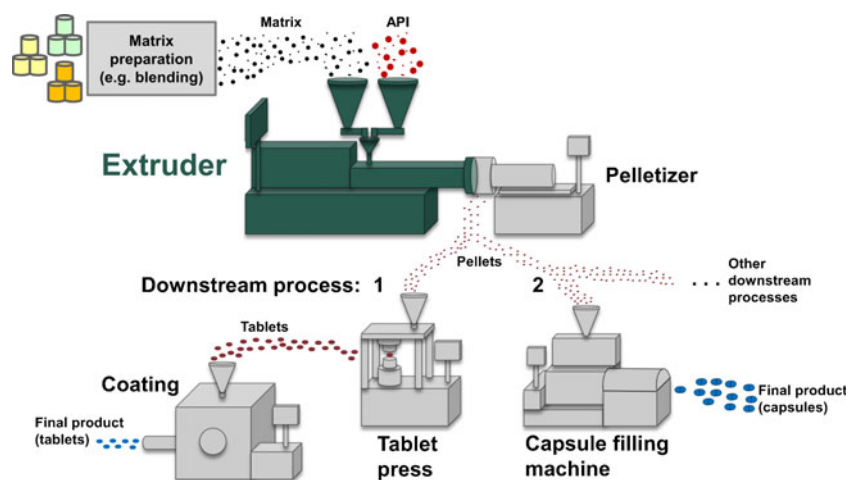 Matrix
API
Matrix
preparation
(e.g. blending)
Extruder
Pelletizer
Pellets
Downstream process: 1
2
Other
downstream
processes
Tablets
Coating
Final product
(tablets)
Final product
(capsules)
Tablet
press
Capsule filling
machine